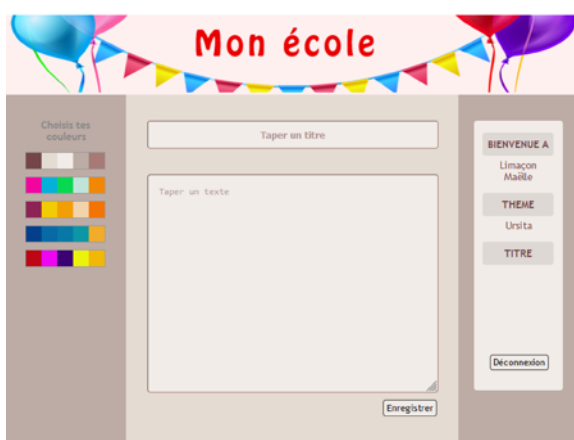 Mon école
Choisis tes
couleurs
Taper un titre
Taper un texte
Enregistrer
BIENVENUE A
Limaçon
Maëlle
THEME
Ursita
TITRE
Déconnexion